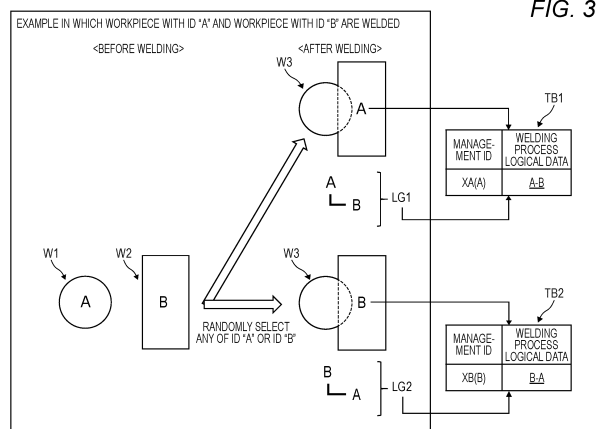 FIG. 3
EXAMPLE IN WHICH WORKPIECE WITH ID "A" AND WORKPIECE WITH ID "B" ARE WELDED
<BEFORE WELDING>
<AFTER WELDING>
W3
A
TB1
MANAGE-
MENT ID
WELDING
PROCESS
LOGICAL DATA
XA(A)
A-B
A
B
LG1
W1
A
W2
B
W3
B
RANDOMLY SELECT
ANY OF ID "A" OR ID "B"
TB2
MANAGE-
MENT ID
WELDING
PROCESS
LOGICAL DATA
XB(B)
B-A
B
A
LG2